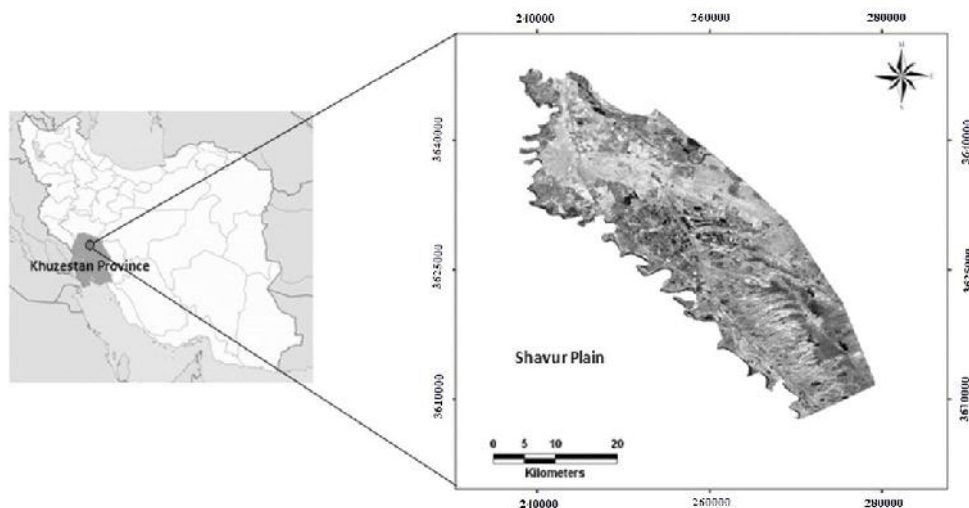 240000 260000 280000
N
E
S
3640000 3640000
Khuzestan Province
3625000 3625000
Shavur Plain
3610000 3610000
0 5 10 20
Kilometers
240000 260000 280000